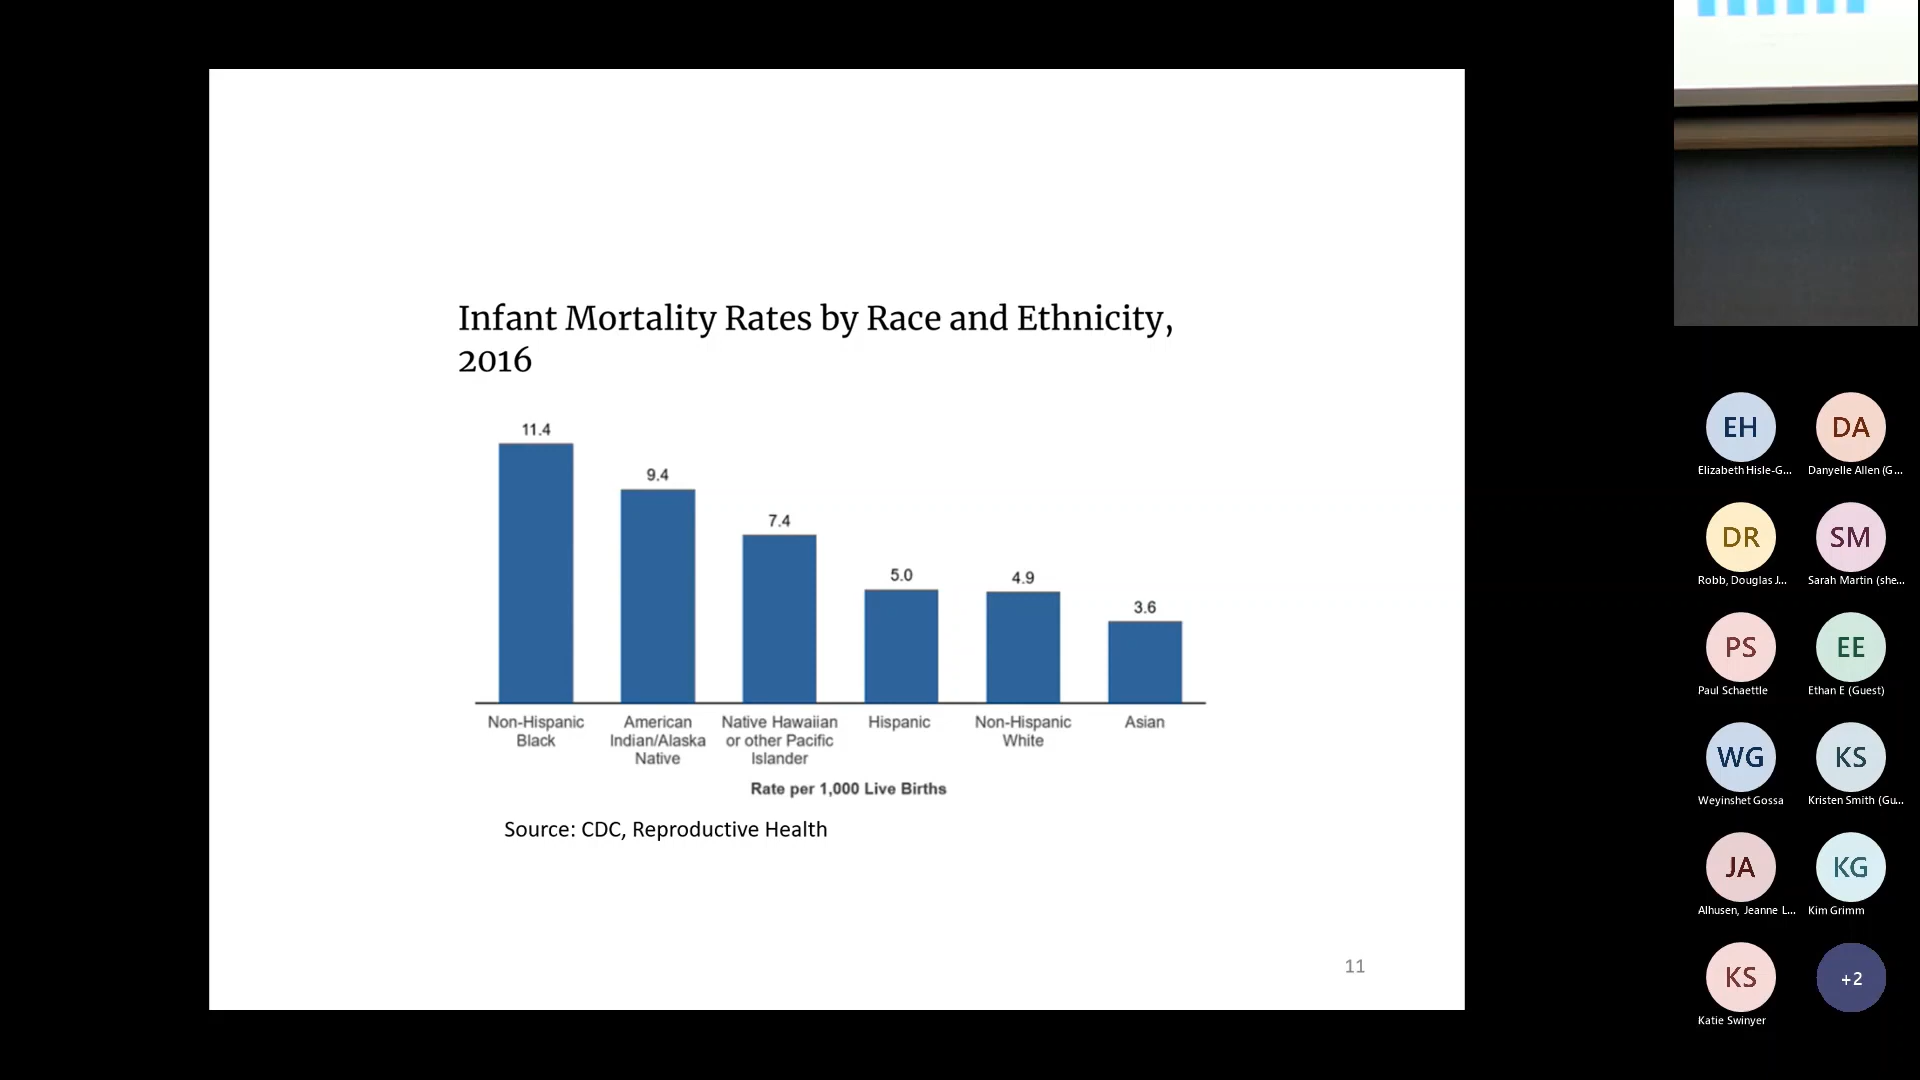 Infant Mortality Rates by Race and Ethnicity,
2016
11.4
9.4
7.4
5.0
4.9
3.6
Non-Hispanic
Black
American
Indian/Alaska
Native
Native Hawaiian
or other Pacific
Islander
Hispanic
Non-Hispanic
White
Asian
Rate per 1,000 Live Births
Source: CDC, Reproductive Health
11
EH
Elizabeth Hisle-G...
DA
Danyelle Allen (G...
DR
Robb, Douglas J...
SM
Sarah Martin (she...
PS
Paul Schaettle
EE
Ethan E (Guest)
WG
Weyinshet Gossa
KS
Kristen Smith (Gu...
JA
Alhusen, Jeanne L...
KG
Kim Grimm
KS
Katie Swinyer
+2